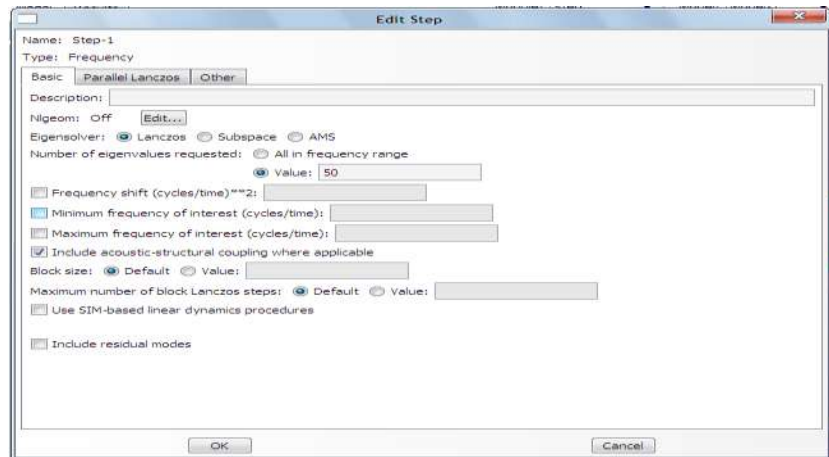 Edit Step
Name: Step-1
Type: Frequency
Basic Parallel Lanczos Other
Description:
Nlgeom: Off Edit...
Eigensolver: Lanczos Subspace AMS
Number of eigenvalues requested: All in frequency range
Value: 50
Frequency shift (cycles/time)**2:
Minimum frequency of interest (cycles/time):
Maximum frequency of interest (cycles/time):
Include acoustic-structural coupling where applicable
Block size: Default Value:
Maximum number of block Lanczos steps: Default Value:
Use SIM-based linear dynamics procedures
Include residual modes
OK Cancel